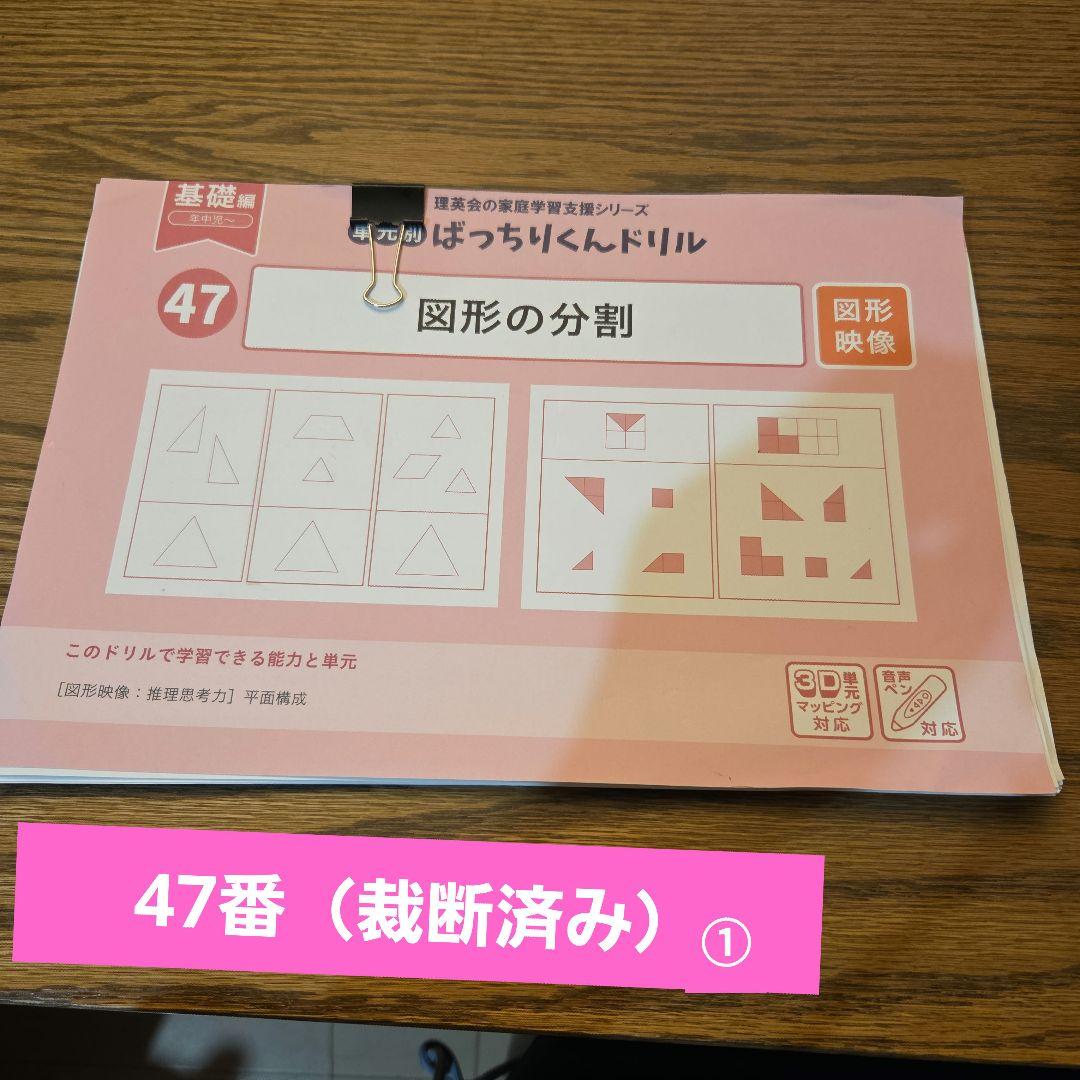 基礎編
年中児~
理英会の家庭学習支援シリーズ
単元別 ばっちりくんドリル
47
図形の分割
図形
映像
このドリルで学習できる能力と単元
[図形映像:推理思考力] 平面構成
3D単元
マッピング
対応
音声
ペン
対応
47番(裁断済み)①